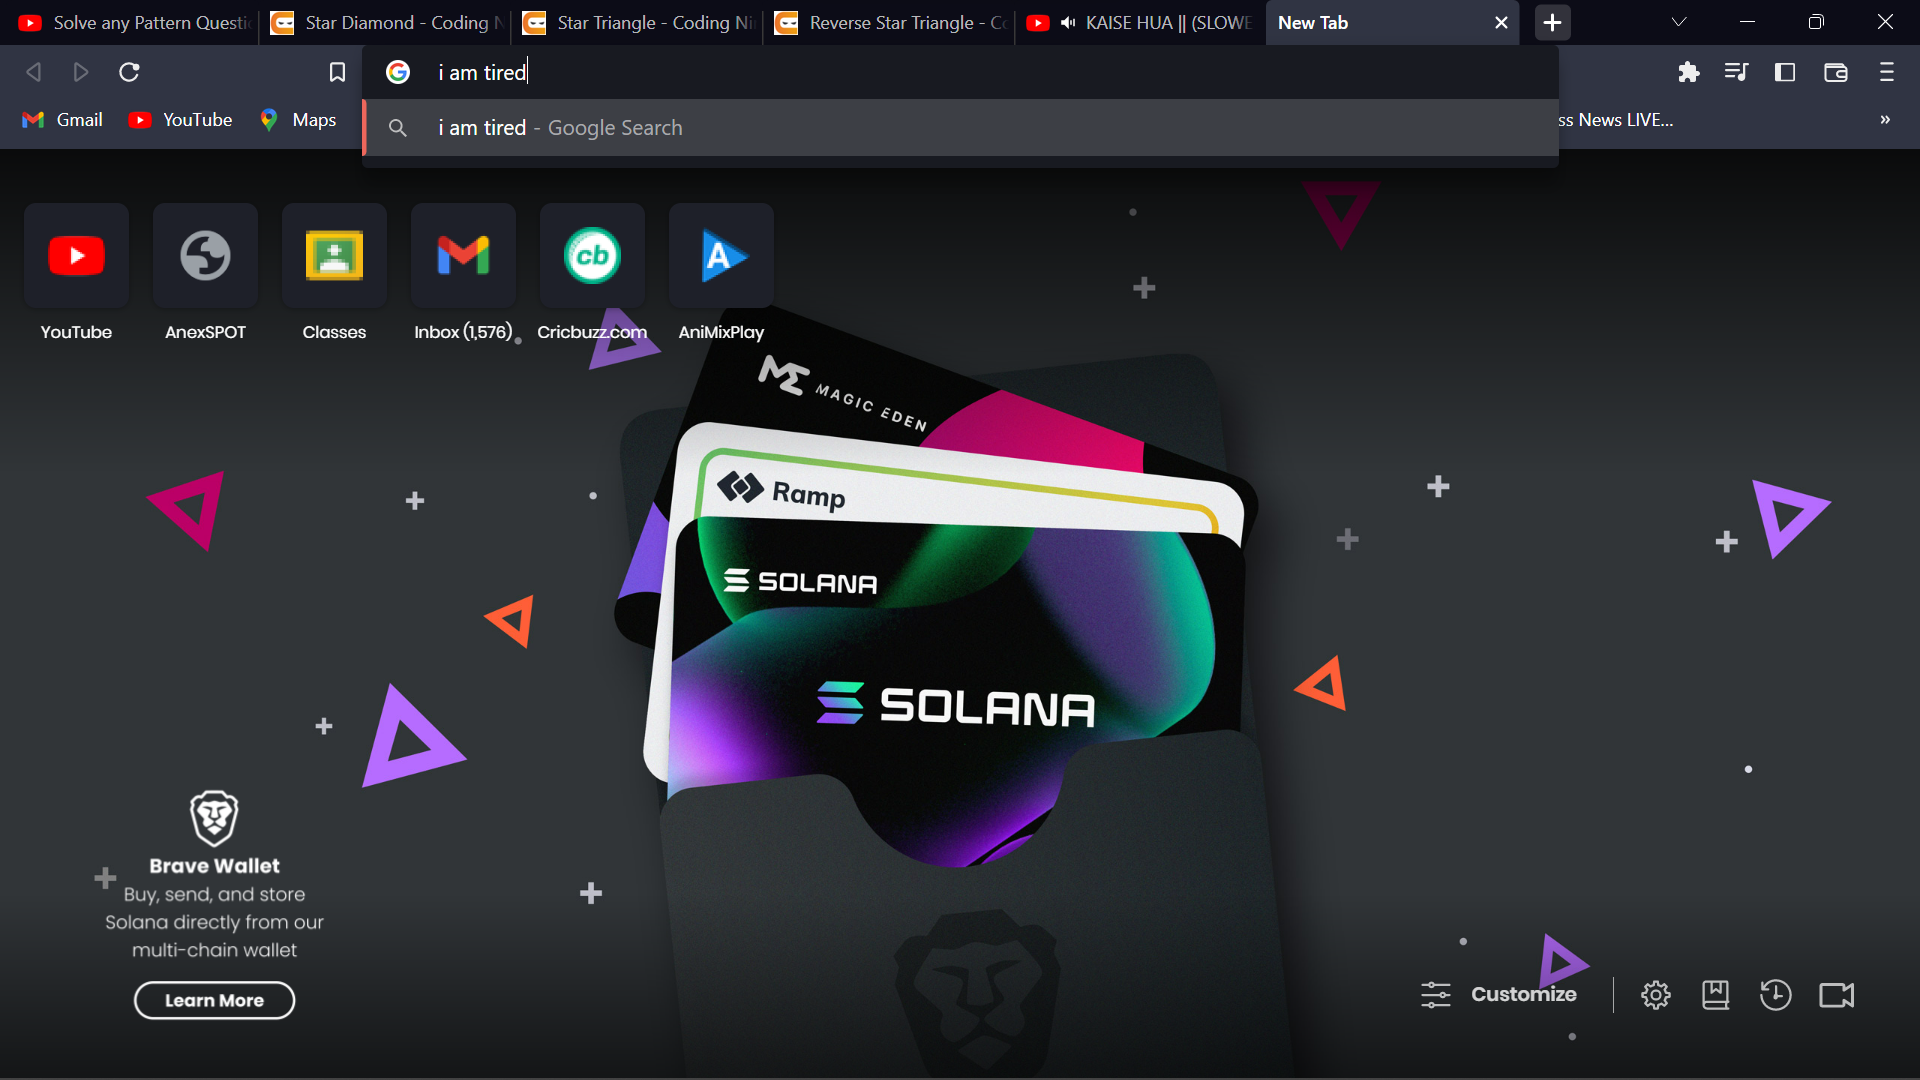 Solve any Pattern Questi
Star Diamond - Coding N
Star Triangle - Coding Ni
Reverse Star Triangle - Co
KAISE HUA || (SLOWE
New Tab
i am tired
Gmail
YouTube
Maps
i am tired - Google Search
ss News LIVE...
YouTube
AnexSPOT
Classes
Inbox (1,576)
Cricbuzz.com
AniMixPlay
ME MAGIC EDEN
Ramp
SOLANA
SOLANA
Brave Wallet
Buy, send, and store
Solana directly from our
multi-chain wallet
Learn More
Customize